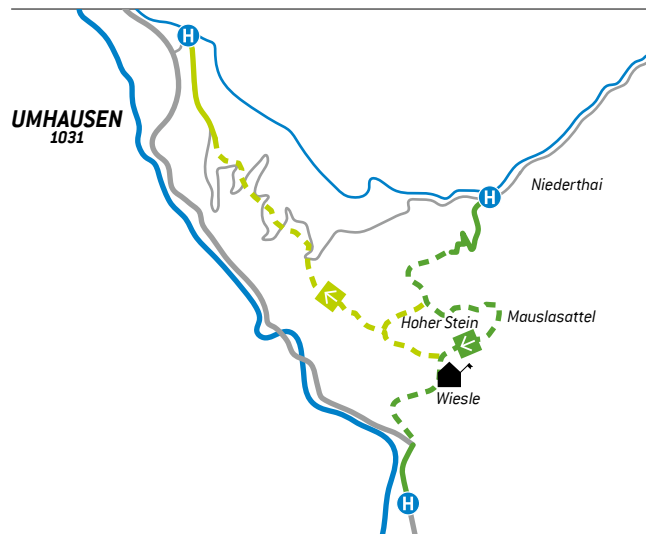 H
UMHAUSEN
1031
Niederthai
H
Hoher Stein
Mauslasattel
Wiesle
H